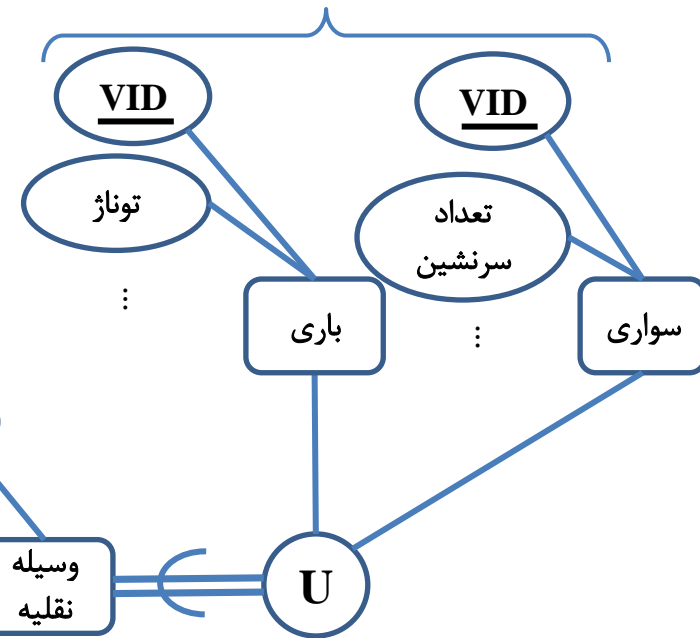 VID
VID
توناژ
تعداد
سرنشین
⋮
⋮
باری
سواری
وسیله
نقلیه
U